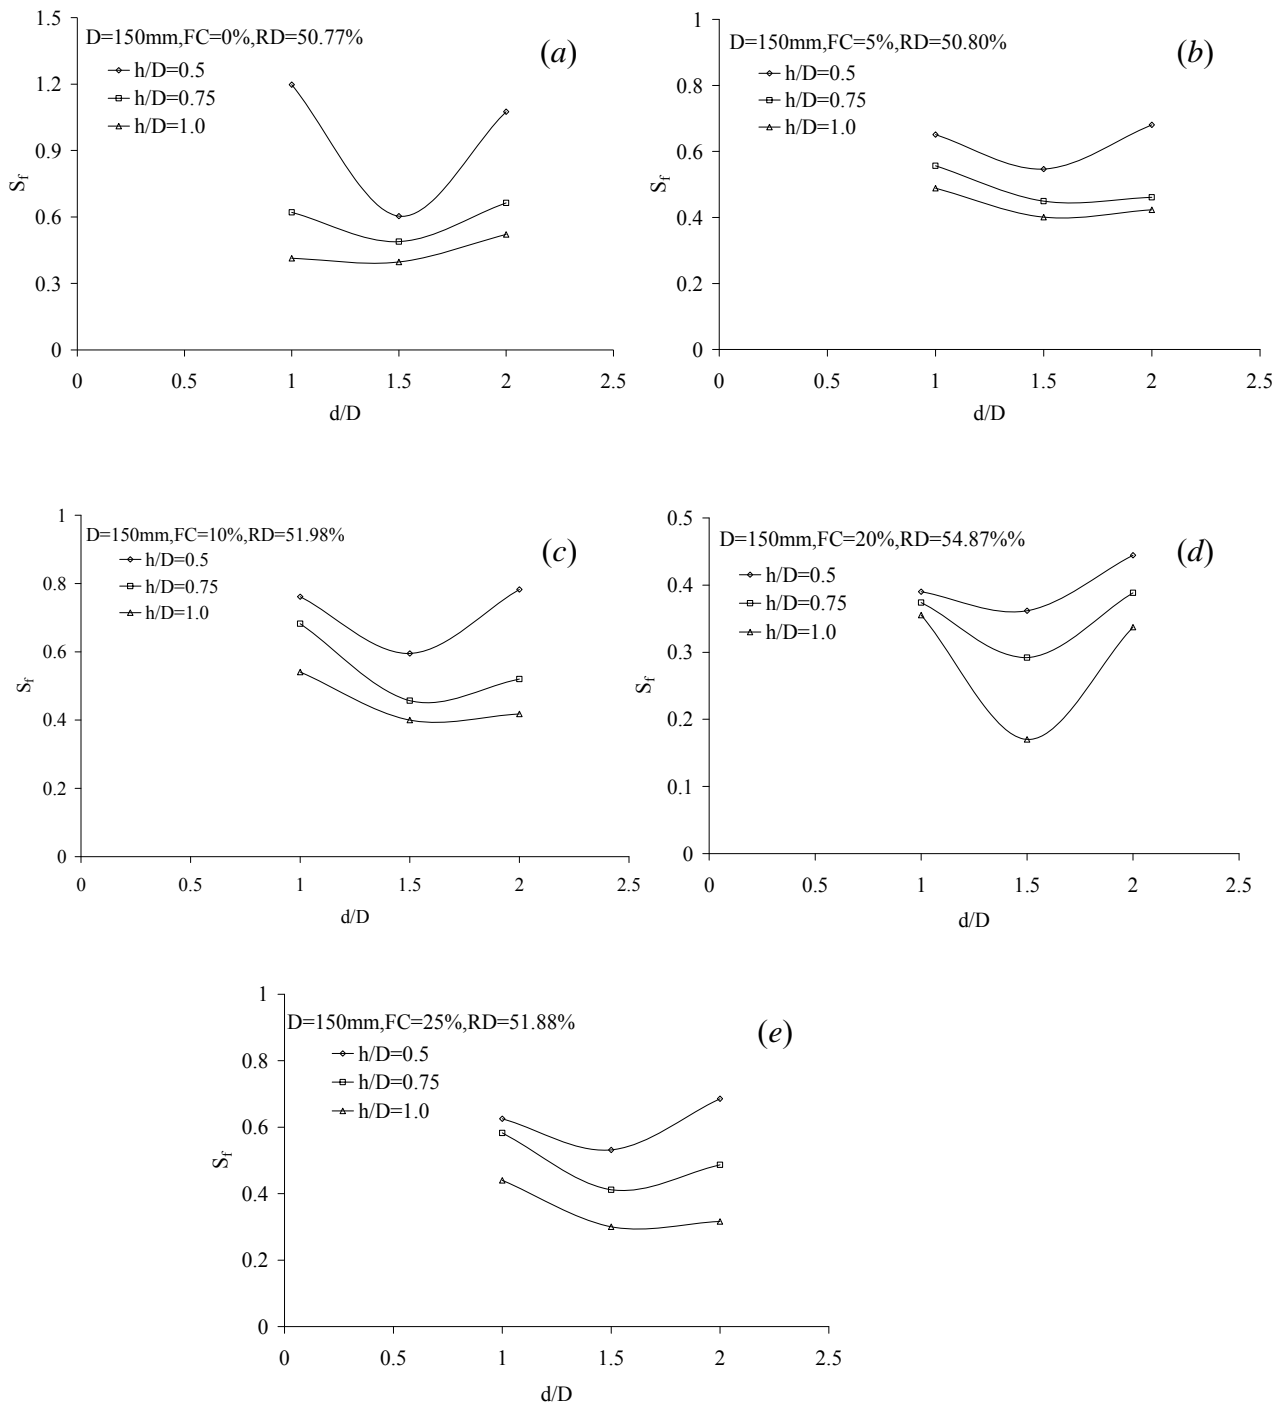 D=150mm,FC=0%,RD=50.77%
(a)
h/D=0.5
h/D=0.75
h/D=1.0
1.5
1.2
0.9
0.6
0.3
0
S_f
0 0.5 1 1.5 2 2.5
d/D
D=150mm,FC=5%,RD=50.80%
(b)
h/D=0.5
h/D=0.75
h/D=1.0
1
0.8
0.6
0.4
0.2
0
S_f
0 0.5 1 1.5 2 2.5
d/D
D=150mm,FC=10%,RD=51.98%
(c)
h/D=0.5
h/D=0.75
h/D=1.0
1
0.8
0.6
0.4
0.2
0
S_f
0 0.5 1 1.5 2 2.5
d/D
D=150mm,FC=20%,RD=54.87%%
(d)
h/D=0.5
h/D=0.75
h/D=1.0
0.5
0.4
0.3
0.2
0.1
0
S_f
0 0.5 1 1.5 2 2.5
d/D
D=150mm,FC=25%,RD=51.88%
(e)
h/D=0.5
h/D=0.75
h/D=1.0
1
0.8
0.6
0.4
0.2
0
S_f
0 0.5 1 1.5 2 2.5
d/D